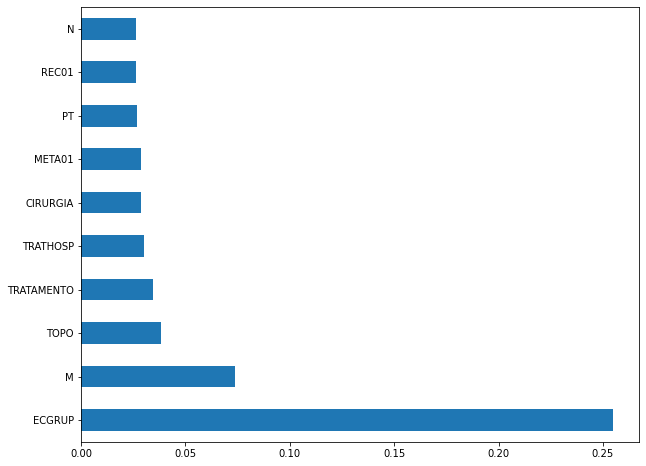 N
REC01
PT
META01
CIRURGIA
TRATHOSP
TRATAMENTO
TOPO
M
ECGRUP
0.00 0.05 0.10 0.15 0.20 0.25